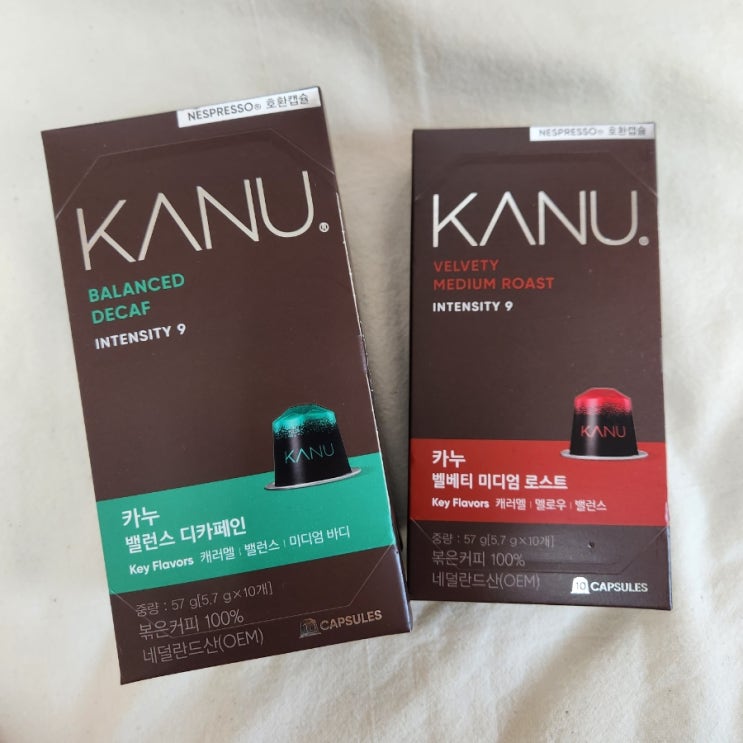 NESPRESSO® 호환캡슐
KANU®
BALANCED
DECAF
INTENSITY 9
KANU
카누
밸런스 디카페인
Key Flavors 캐러멜 | 밸런스 | 미디엄 바디
중량 : 57 g[5.7 g×10개]
볶은커피 100%
네덜란드산(OEM)
10 CAPSULES
NESPRESSO® 호환캡슐
KANU®
VELVETY
MEDIUM ROAST
INTENSITY 9
KANU
카누
벨베티 미디엄 로스트
Key Flavors 캐러멜 | 멜로우 | 밸런스
중량 : 57 g[5.7 g×10개]
볶은커피 100%
네덜란드산(OEM)
10 CAPSULES